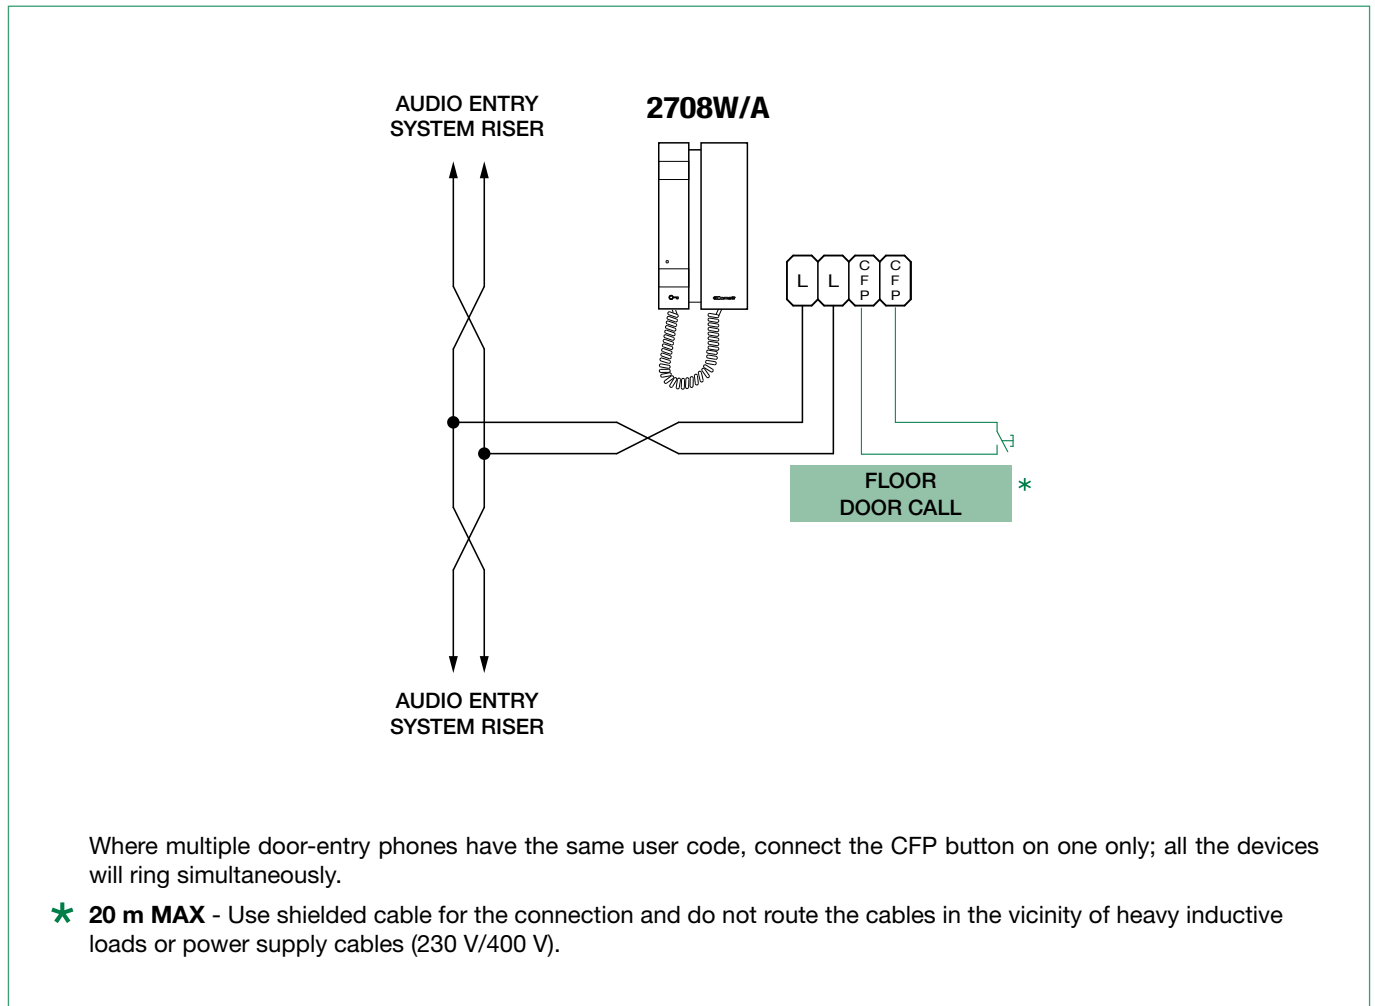 AUDIO ENTRY
SYSTEM RISER
2708W/A
L L CFP CFP
FLOOR
DOOR CALL *
AUDIO ENTRY
SYSTEM RISER
Where multiple door-entry phones have the same user code, connect the CFP button on one only; all the devices
will ring simultaneously.
* 20 m MAX - Use shielded cable for the connection and do not route the cables in the vicinity of heavy inductive
loads or power supply cables (230 V/400 V).